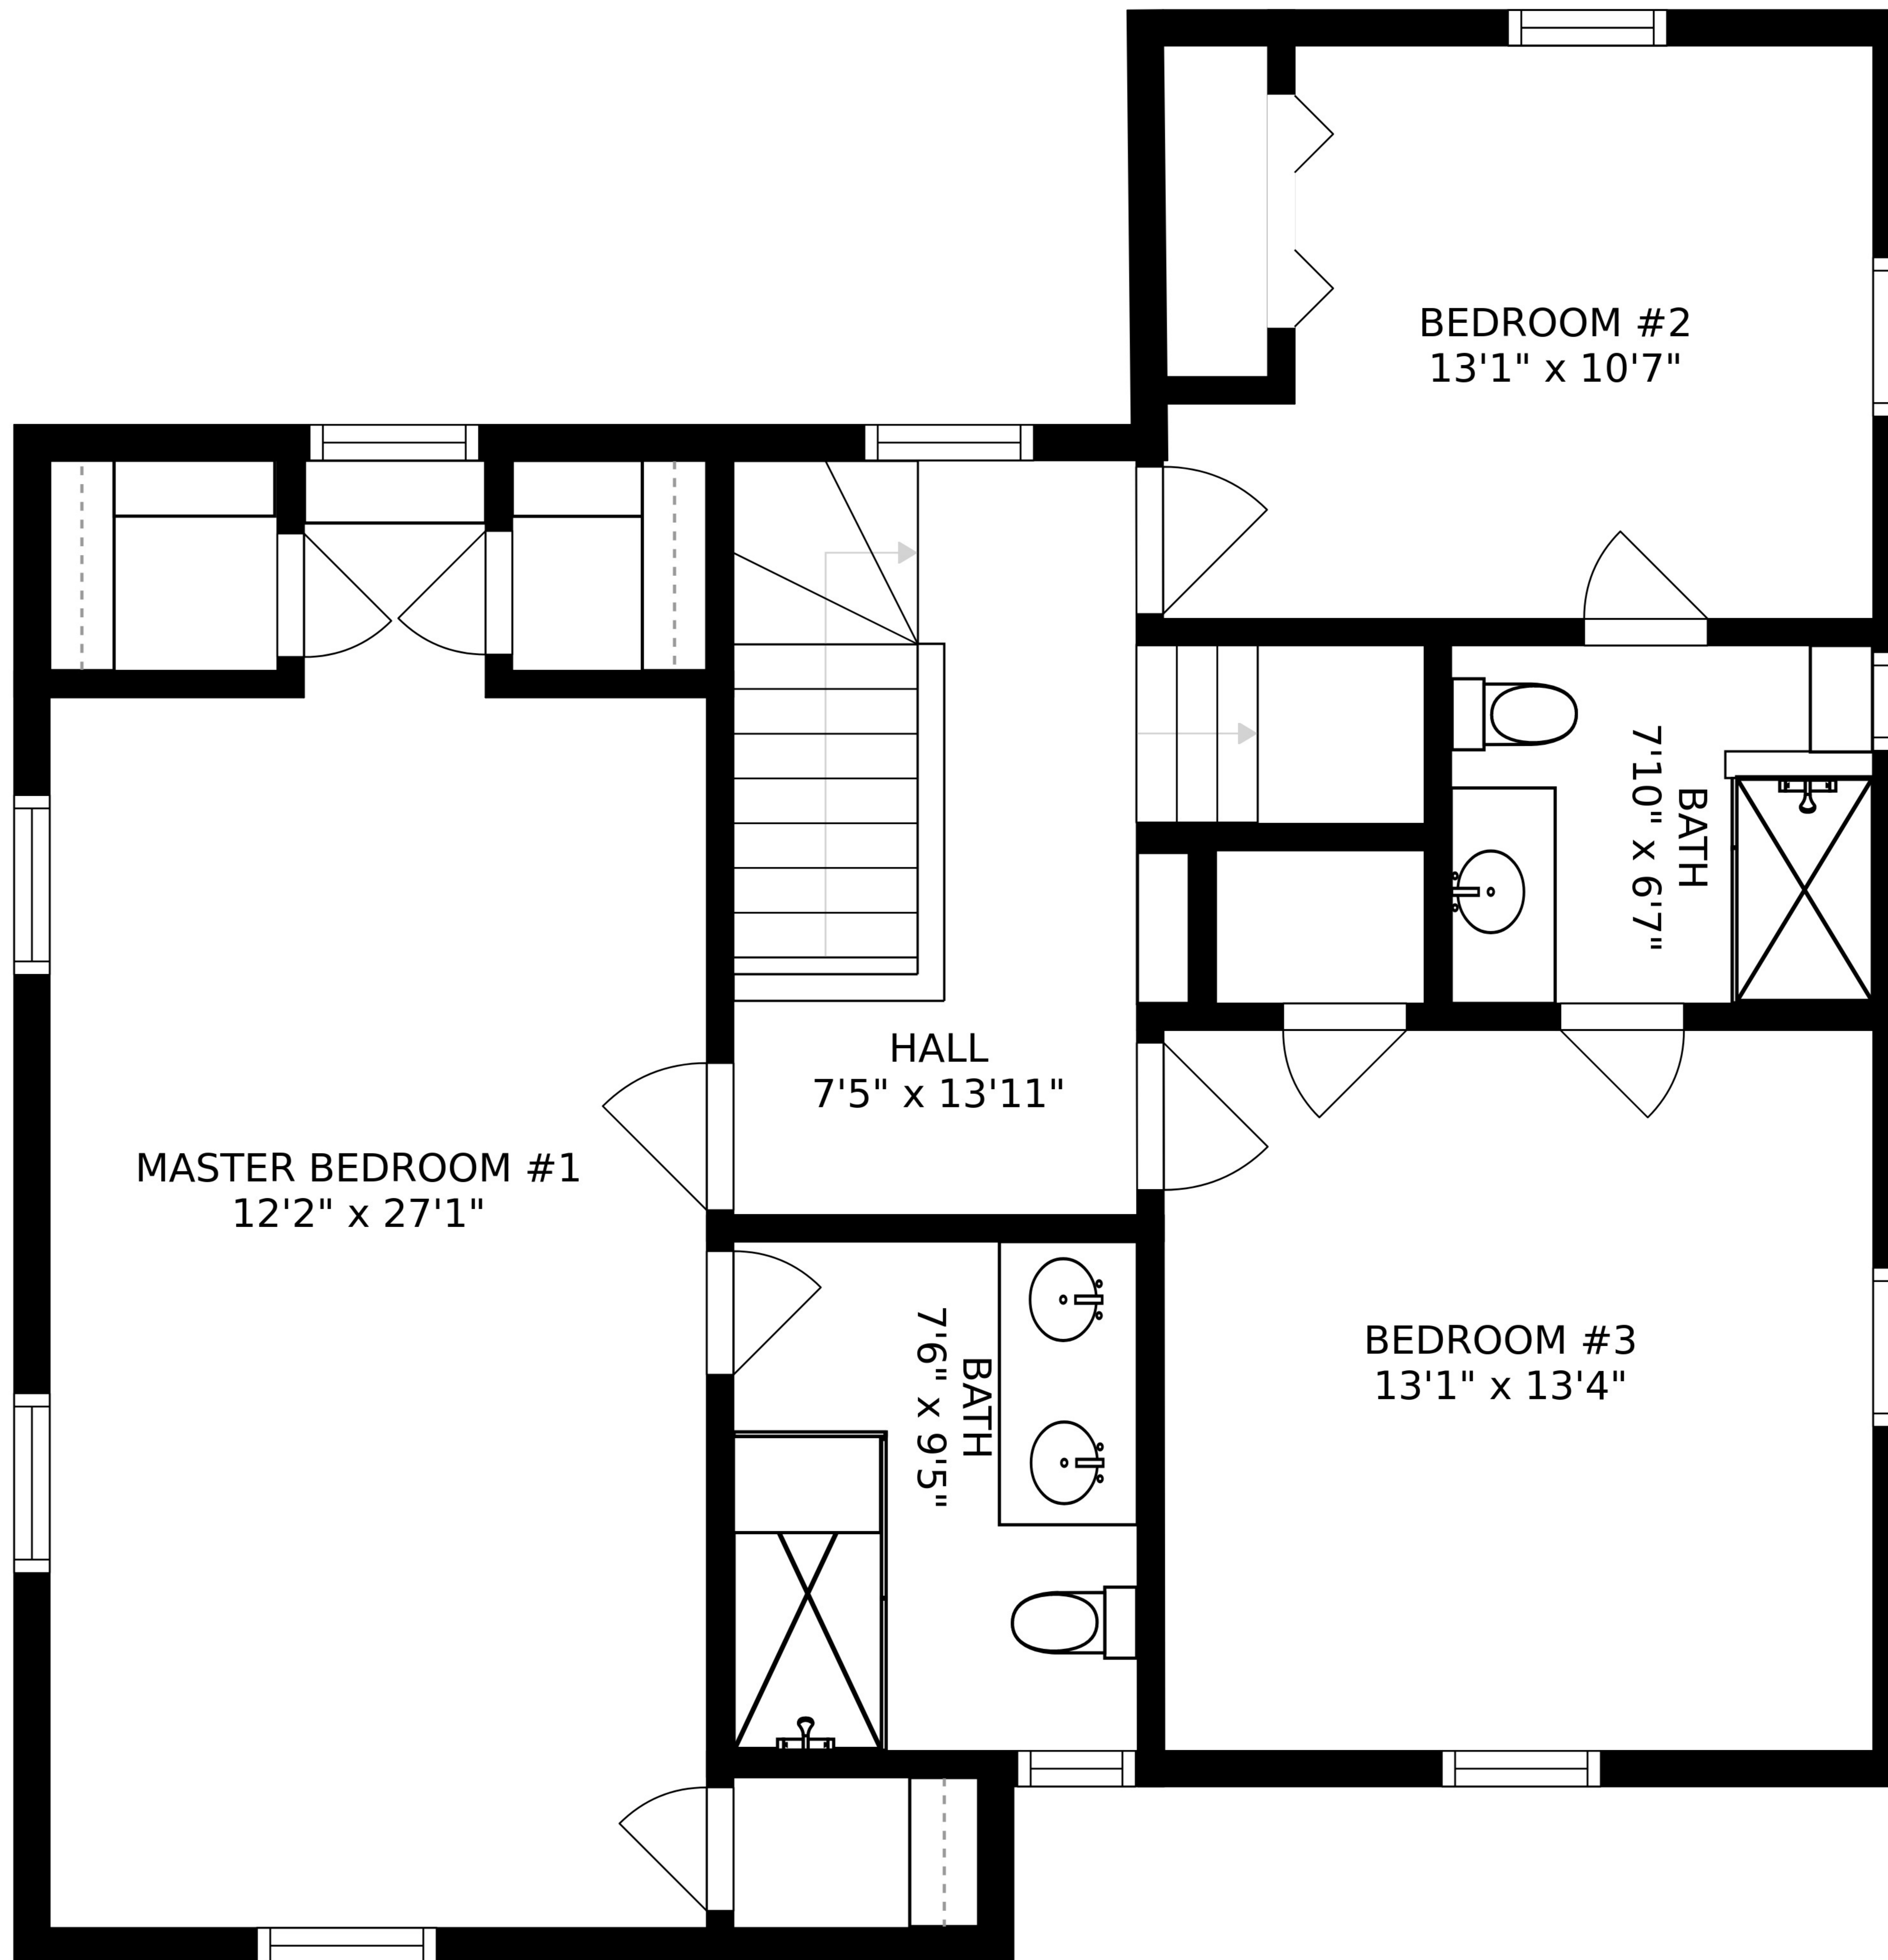 BEDROOM #2
13'1" x 10'7"
BATH
7'10" x 6'7"
HALL
7'5" x 13'11"
MASTER BEDROOM #1
12'2" x 27'1"
BATH
7'6" x 9'5"
BEDROOM #3
13'1" x 13'4"